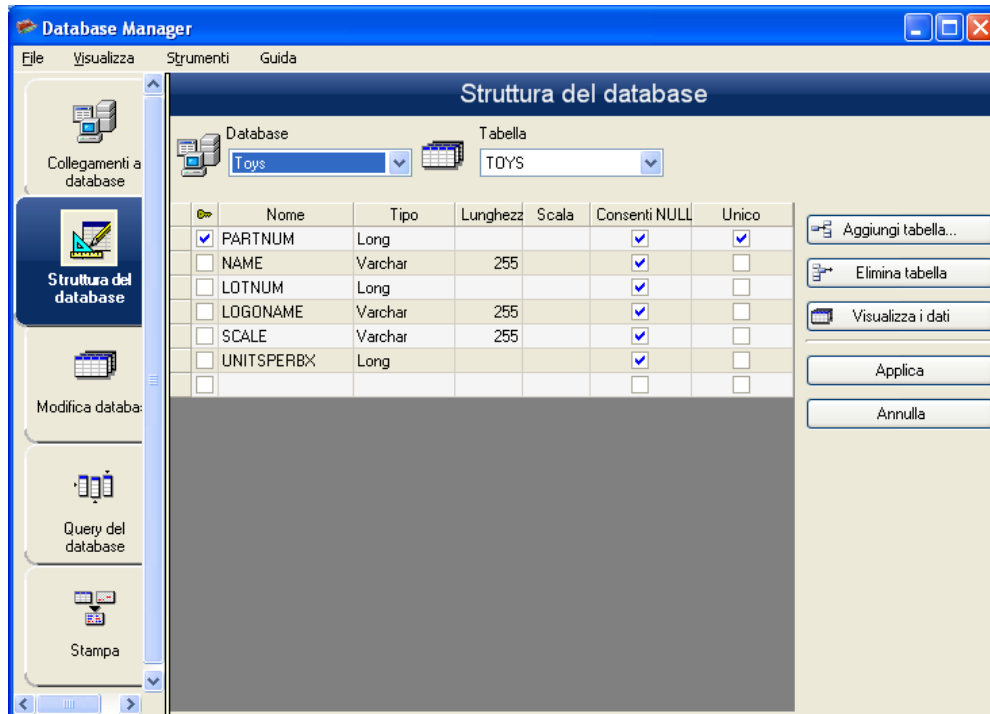 Database Manager
File Visualizza Strumenti Guida
Struttura del database
Collegamenti a
database
Struttura del
database
Modifica databa
Query del
database
Stampa
Database
Toys
Tabella
TOYS
Nome Tipo Lunghezz Scala Consenti NULL Unico
PARTNUM Long
NAME Varchar 255
LOTNUM Long
LOGONAME Varchar 255
SCALE Varchar 255
UNITSPERBX Long
Aggiungi tabella...
Elimina tabella
Visualizza i dati
Applica
Annulla